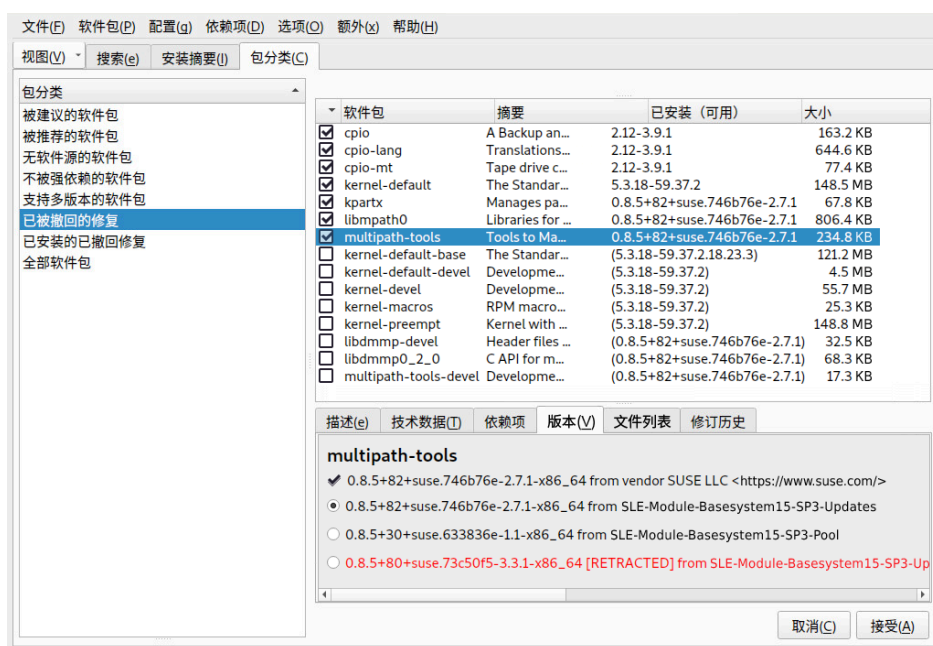 文件(F) 软件包(P) 配置(g) 依赖项(D) 选项(O) 额外(x) 帮助(H)
视图(V) 搜索(e) 安装摘要(I) 包分类(C)
包分类
被建议的软件包
被推荐的软件包
无软件源的软件包
不被强依赖的软件包
支持多版本的软件包
已被撤回的修复
已安装的已撤回修复
全部软件包
软件包 摘要 已安装（可用） 大小
cpio A Backup an... 2.12-3.9.1 163.2 KB
cpio-lang Translations... 2.12-3.9.1 644.6 KB
cpio-mt Tape drive c... 2.12-3.9.1 77.4 KB
kernel-default The Standar... 5.3.18-59.37.2 148.5 MB
kpartx Manages pa... 0.8.5+82+suse.746b76e-2.7.1 67.8 KB
libmpath0 Libraries for ... 0.8.5+82+suse.746b76e-2.7.1 806.4 KB
multipath-tools Tools to Ma... 0.8.5+82+suse.746b76e-2.7.1 234.8 KB
kernel-default-base The Standar... (5.3.18-59.37.2.18.23.3) 121.2 MB
kernel-default-devel Developme... (5.3.18-59.37.2) 4.5 MB
kernel-devel Developme... (5.3.18-59.37.2) 55.7 MB
kernel-macros RPM macro... (5.3.18-59.37.2) 25.3 KB
kernel-preempt Kernel with ... (5.3.18-59.37.2) 148.8 MB
libdmmp-devel Header files ... (0.8.5+82+suse.746b76e-2.7.1) 32.5 KB
libdmmp0_2_0 C API for m... (0.8.5+82+suse.746b76e-2.7.1) 68.3 KB
multipath-tools-devel Developme... (0.8.5+82+suse.746b76e-2.7.1) 17.3 KB
描述(e) 技术数据(T) 依赖项 版本(V) 文件列表 修订历史
multipath-tools
0.8.5+82+suse.746b76e-2.7.1-x86_64 from vendor SUSE LLC <https://www.suse.com/>
0.8.5+82+suse.746b76e-2.7.1-x86_64 from SLE-Module-Basesystem15-SP3-Updates
0.8.5+30+suse.633836e-1.1-x86_64 from SLE-Module-Basesystem15-SP3-Pool
0.8.5+80+suse.73c50f5-3.3.1-x86_64 [RETRACTED] from SLE-Module-Basesystem15-SP3-Up
取消(C) 接受(A)